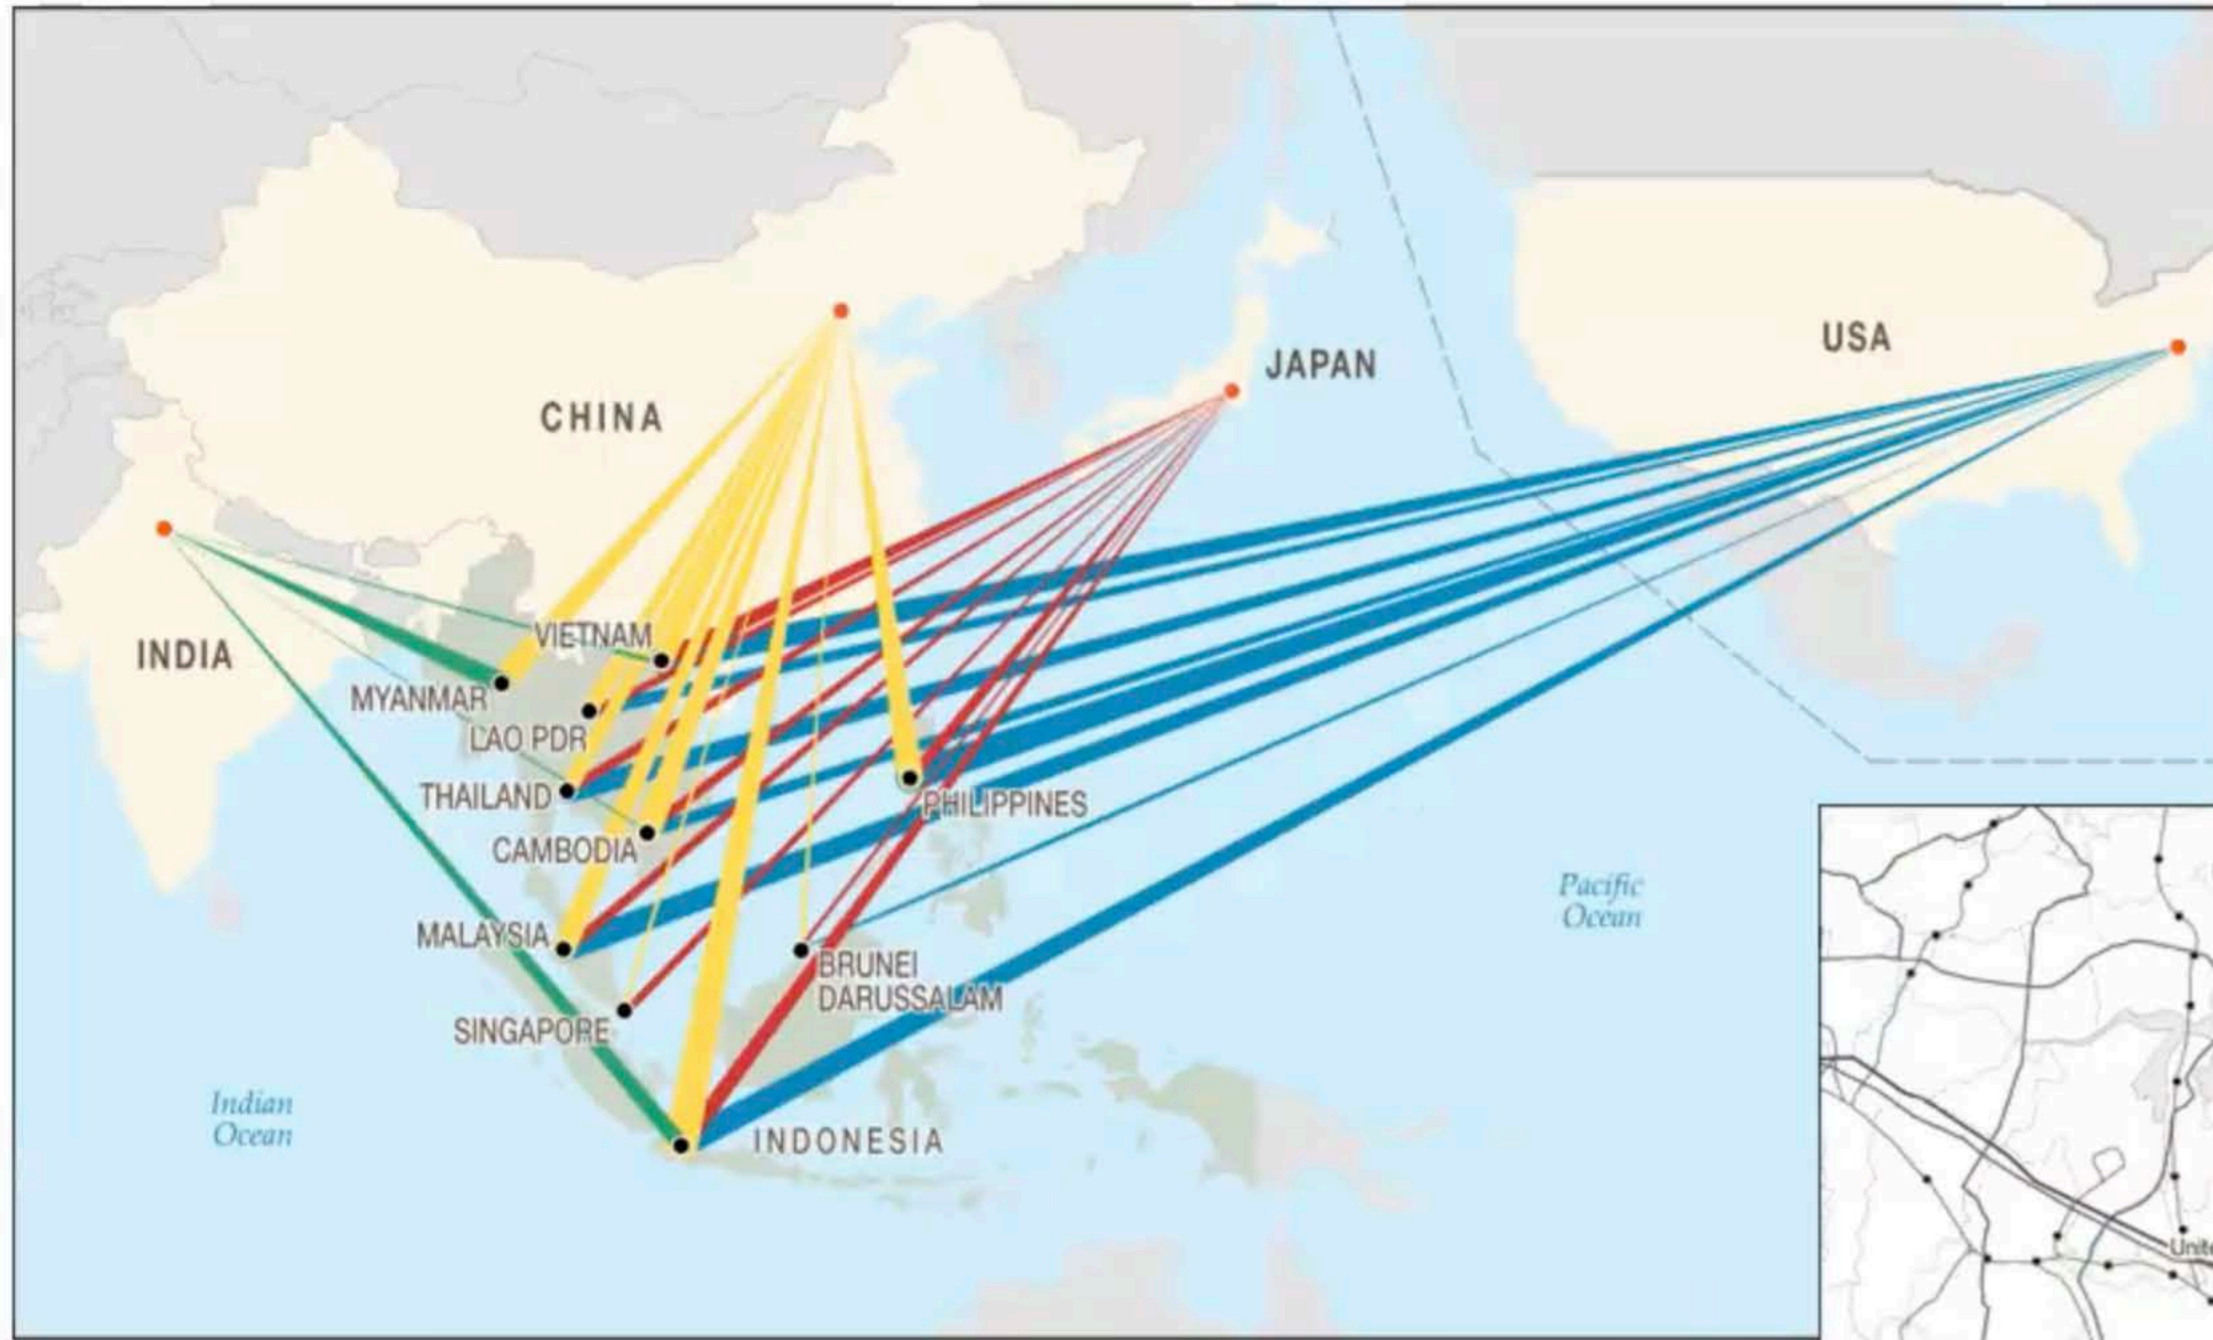 CHINA
JAPAN
USA
INDIA
VIETNAM
MYANMAR
LAO PDR
THAILAND
CAMBODIA
PHILIPPINES
MALAYSIA
BRUNEI
DARUSSALAM
SINGAPORE
INDONESIA
Pacific
Ocean
Indian
Ocean
Unite